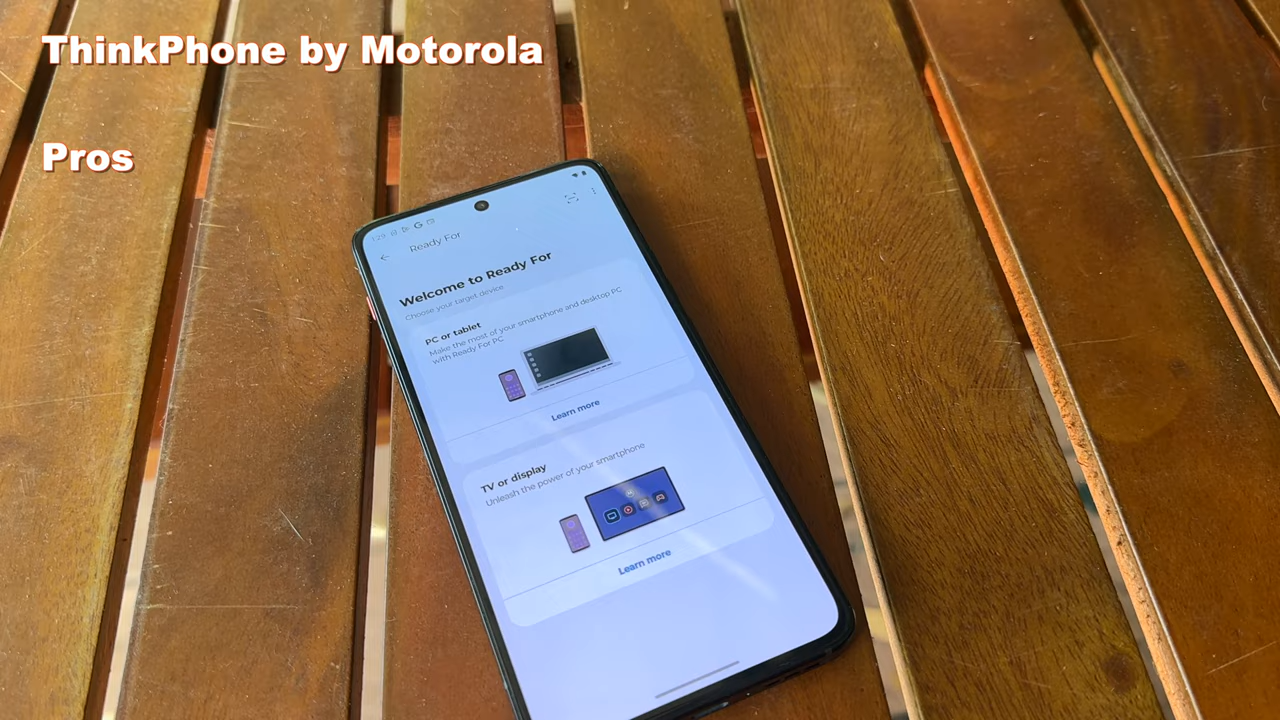 ThinkPhone by Motorola
Pros
Ready For
Welcome to Ready For
Choose your target device
PC or tablet
Make the most of your smartphone and desktop PC
with Ready For PC
Learn more
TV or display
Unleash the power of your smartphone
Learn more